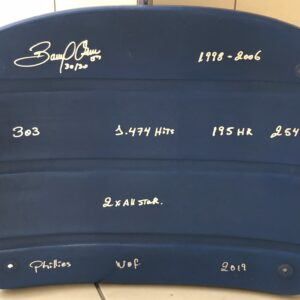 1998-2006
30/30
303 1.474 Hits 195 HR 254
2x All Star.
Phillies WOF 2019